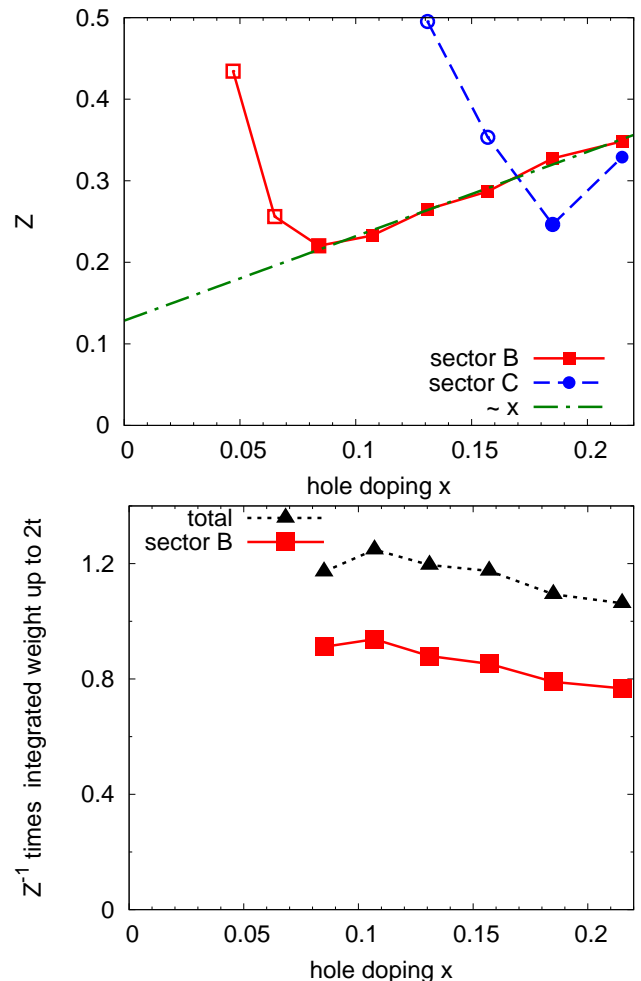 0.5
0.4
0.3
0.2
0.1
0
Z
sector B
sector C
~ x
0 0.05 0.1 0.15 0.2
hole doping x
total
sector B
1.2
0.8
0.4
0
Z⁻¹ times integrated weight up to 2t
0 0.05 0.1 0.15 0.2
hole doping x